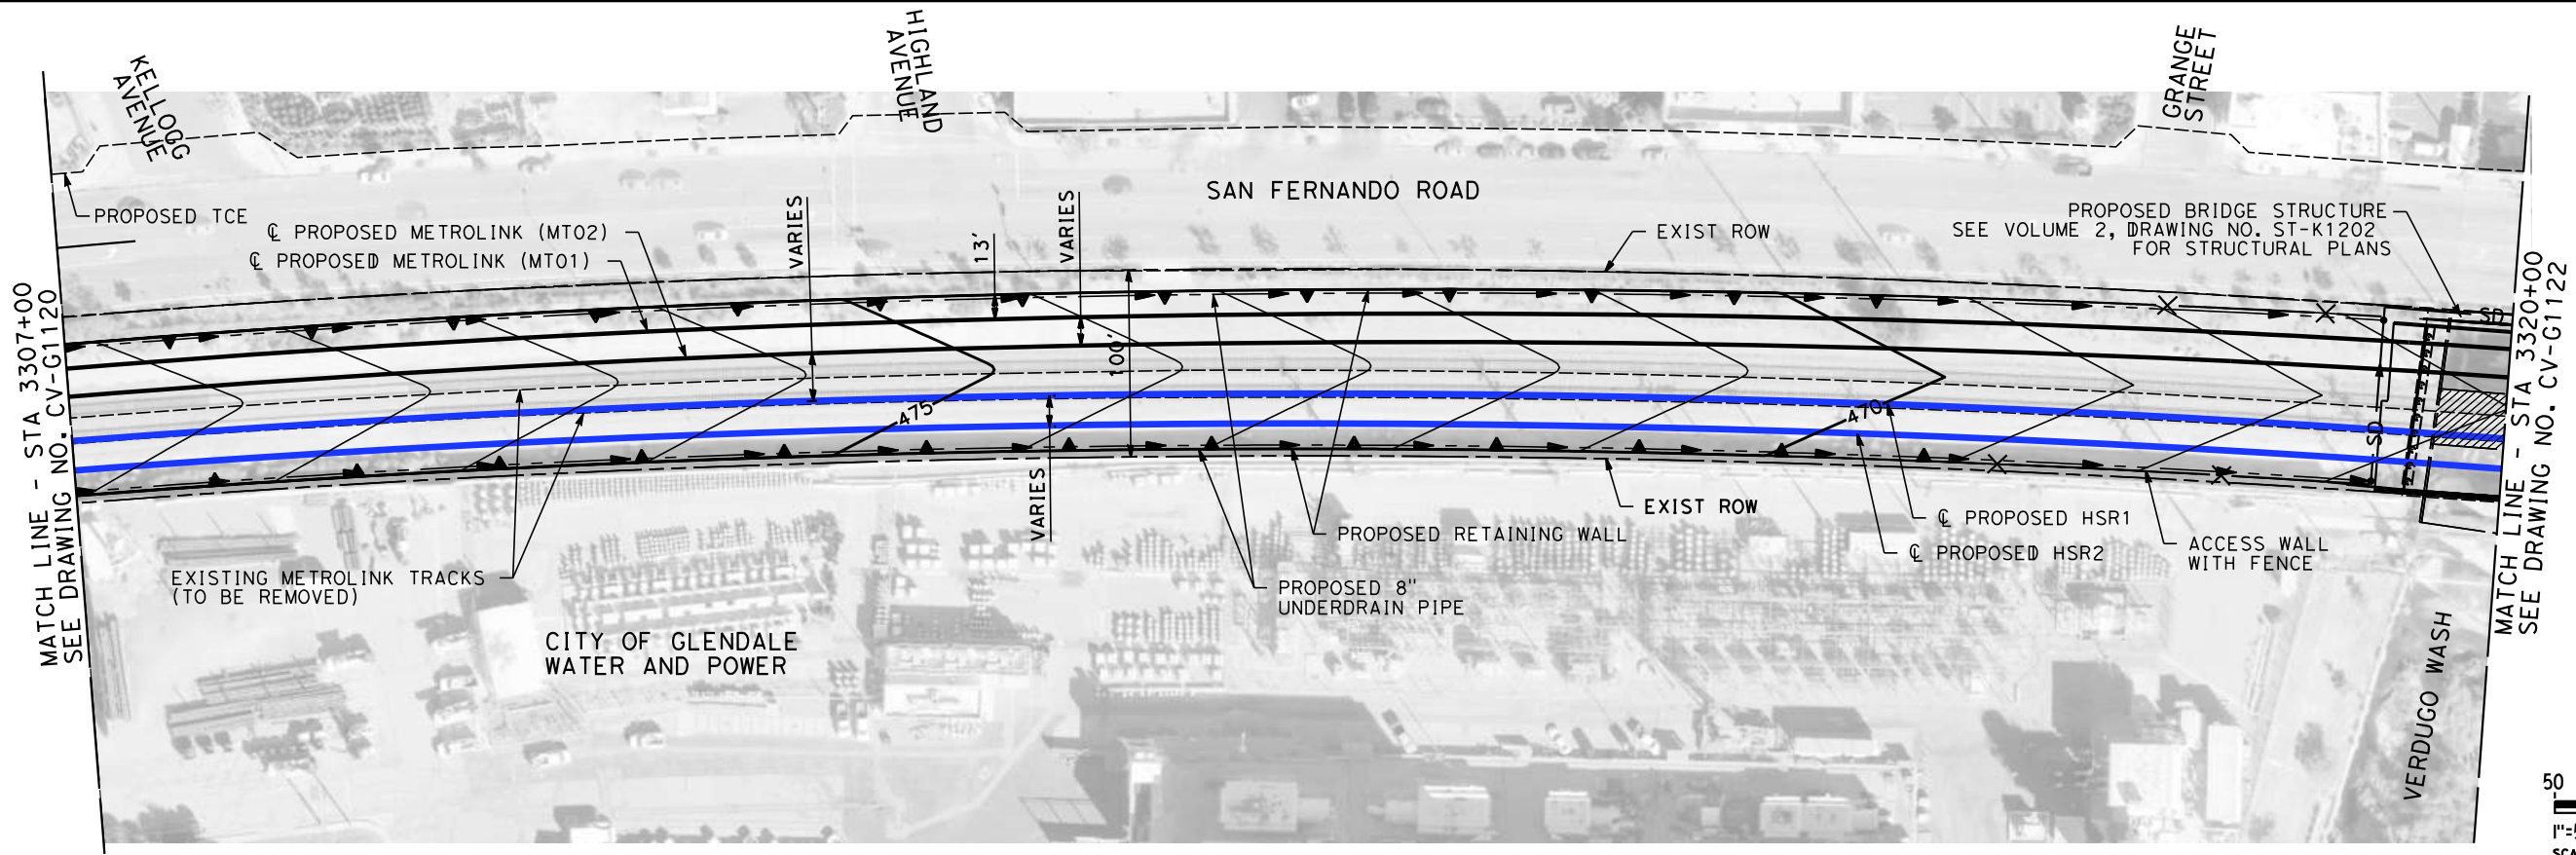 KELLOGG
AVENUE
HIGHLAND
AVENUE
GRANGE
STREET
SAN FERNANDO ROAD
PROPOSED TCE
℄ PROPOSED METROLINK (MT02)
℄ PROPOSED METROLINK (MT01)
VARIES
13'
VARIES
100'
EXIST ROW
PROPOSED BRIDGE STRUCTURE
SEE VOLUME 2, DRAWING NO. ST-K1202
FOR STRUCTURAL PLANS
MATCH LINE - STA 3307+00
SEE DRAWING NO. CV-G1120
MATCH LINE - STA 3320+00
SEE DRAWING NO. CV-G1122
SD
475
470
SD
VARIES
EXIST ROW
PROPOSED RETAINING WALL
℄ PROPOSED HSR1
℄ PROPOSED HSR2
ACCESS WALL
WITH FENCE
EXISTING METROLINK TRACKS
(TO BE REMOVED)
PROPOSED 8"
UNDERDRAIN PIPE
CITY OF GLENDALE
WATER AND POWER
VERDUGO WASH
50